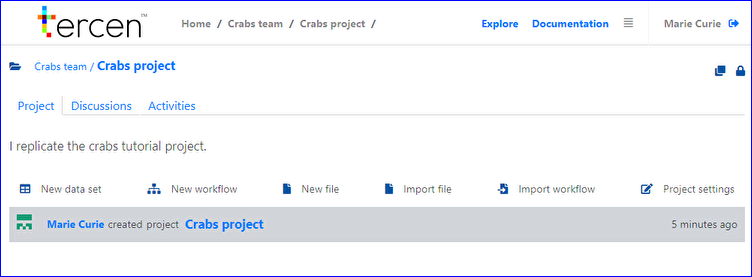 tercen™ Home / Crabs team / Crabs project / Explore Documentation Marie Curie
Crabs team / Crabs project
Project Discussions Activities
I replicate the crabs tutorial project.
New data set New workflow New file Import file Import workflow Project settings
Marie Curie created project Crabs project 5 minutes ago